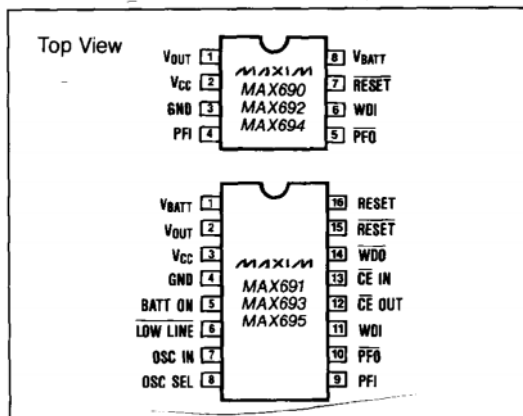 Top View
VOUT 1 8 VBATT
VCC 2 MAXIM 7 RESET
GND 3 MAX690 6 WDI
MAX692
PFI 4 MAX694 5 PFO
VBATT 1 16 RESET
VOUT 2 15 RESET
VCC 3 14 WDO
GND 4 MAXIM 13 CE IN
BATT ON 5 MAX691 12 CE OUT
LOW LINE 6 MAX693 11 WDI
OSC IN 7 MAX695 10 PFO
OSC SEL 8 9 PFI